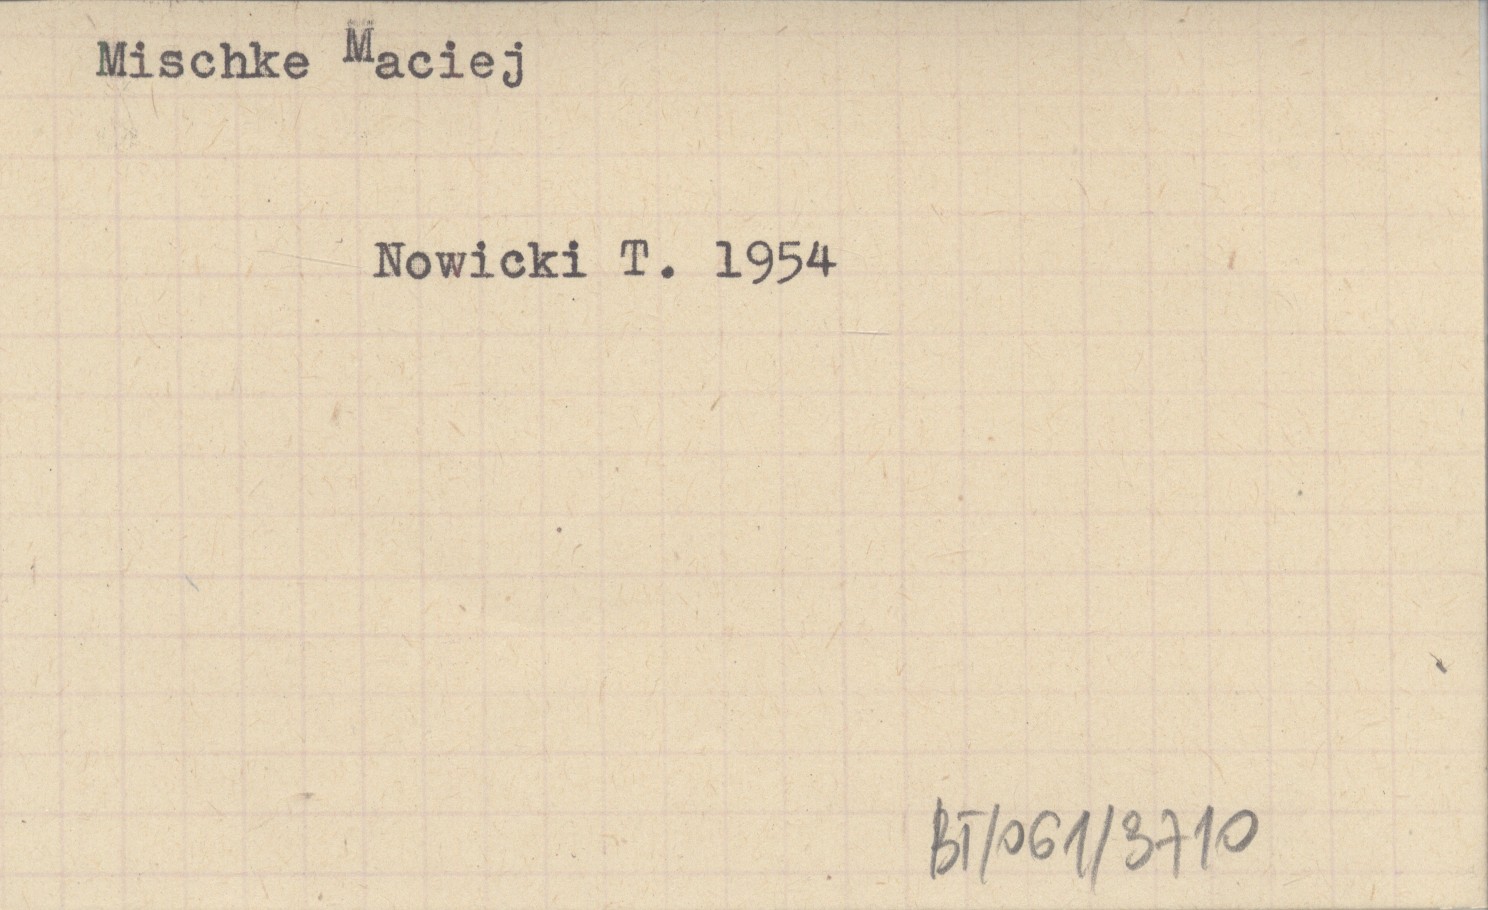 Mischke Maciej
Nowicki T. 1954
BT/061/3710